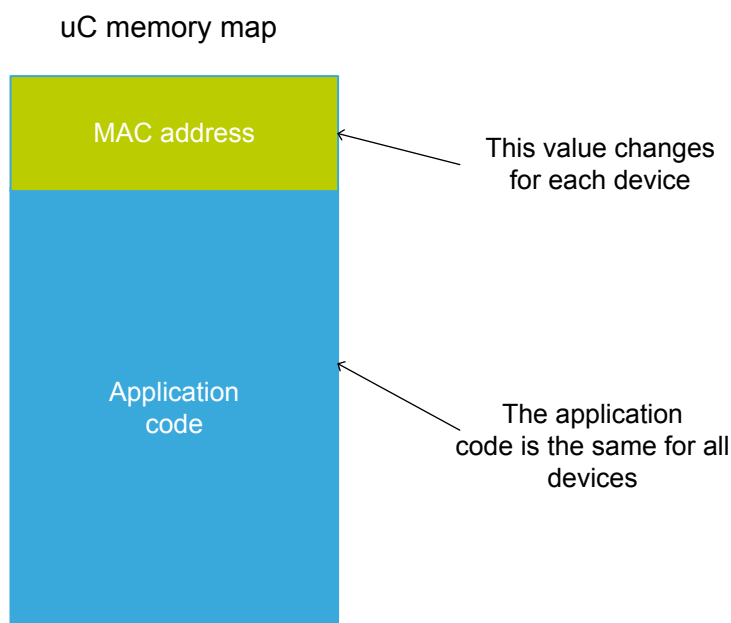 uC memory map
MAC address
This value changes
for each device
Application
code
The application
code is the same for all
devices